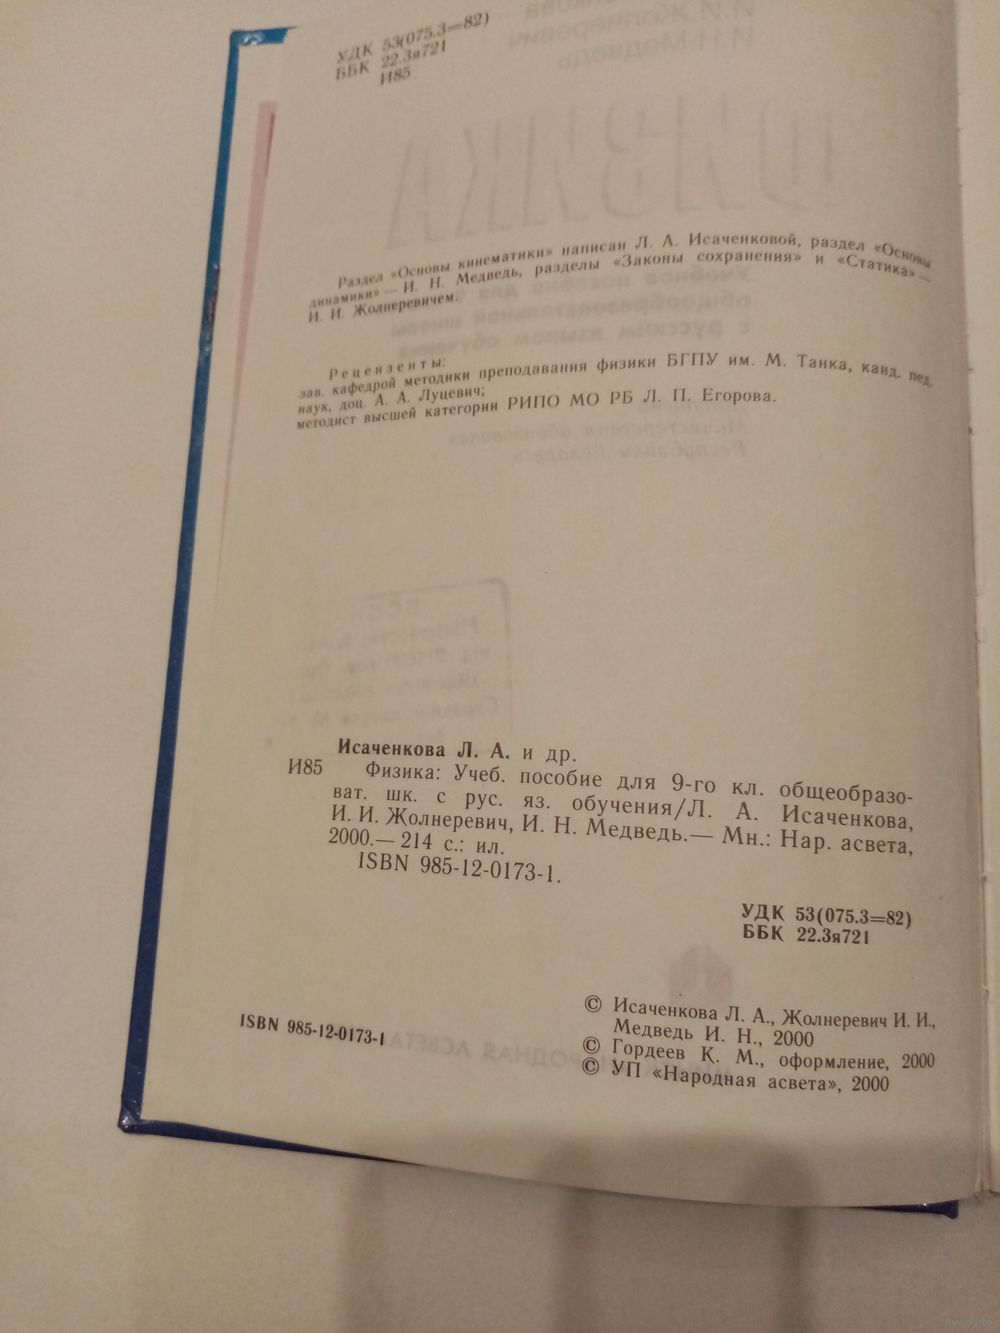 УДК 53(075.3=82)
ББК 22.3я721
И85
Раздел «Основы кинематики» написан Л. А. Исаченковой, раздел «Основы
динамики» — И. Н. Медведь, разделы «Законы сохранения» и «Статика» —
И. И. Жолнеревичем.
Рецензенты:
зав. кафедрой методики преподавания физики БГПУ им. М. Танка, канд. пед.
наук, доц. А. А. Луцевич;
методист высшей категории РИПО МО РБ Л. П. Егорова.
Исаченкова Л. А. и др.
И85 Физика: Учеб. пособие для 9-го кл. общеобразо-
ват. шк. с рус. яз. обучения/Л. А. Исаченкова,
И. И. Жолнеревич, И. Н. Медведь.— Мн.: Нар. асвета,
2000.— 214 с.: ил.
ISBN 985-12-0173-1.
УДК 53(075.3=82)
ББК 22.3я721
ISBN 985-12-0173-1
© Исаченкова Л. А., Жолнеревич И. И.,
Медведь И. Н., 2000
© Гордеев К. М., оформление, 2000
© УП «Народная асвета», 2000